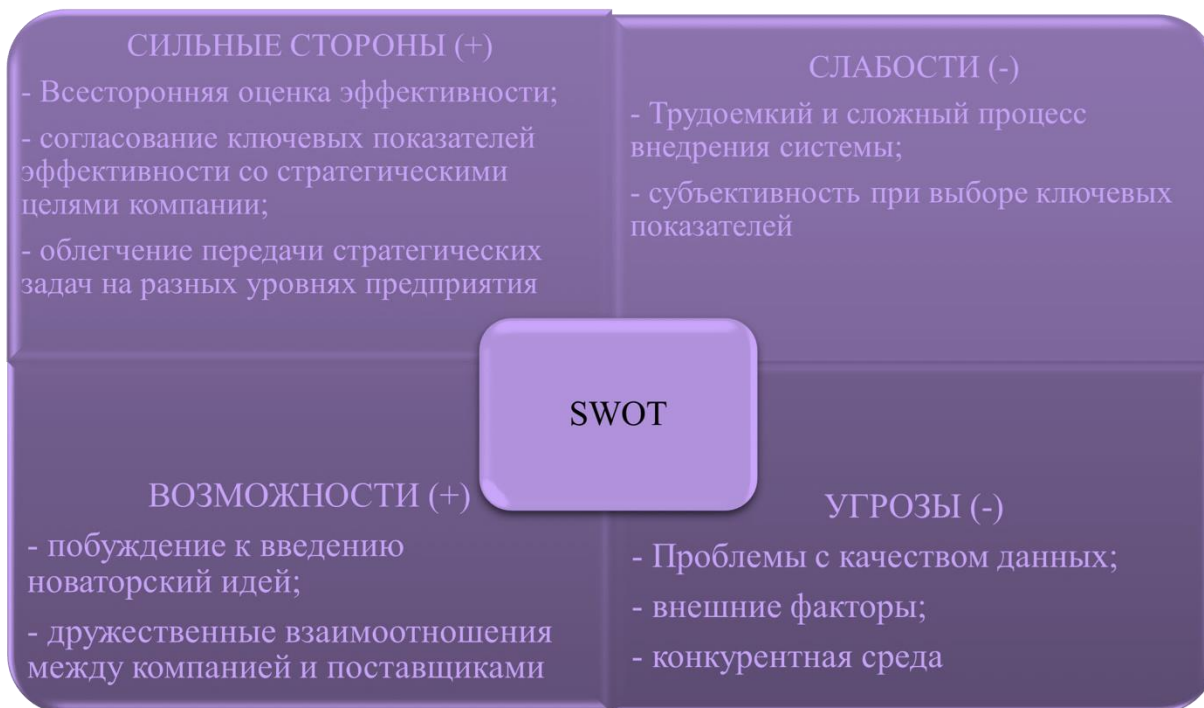 СИЛЬНЫЕ СТОРОНЫ (+)
- Всесторонняя оценка эффективности;
- согласование ключевых показателей
эффективности со стратегическими
целями компании;
- облегчение передачи стратегических
задач на разных уровнях предприятия
СЛАБОСТИ (-)
- Трудоемкий и сложный процесс
внедрения системы;
- субъективность при выборе ключевых
показателей
SWOT
ВОЗМОЖНОСТИ (+)
- побуждение к введению
новаторский идей;
- дружественные взаимоотношения
между компанией и поставщиками
УГРОЗЫ (-)
- Проблемы с качеством данных;
- внешние факторы;
- конкурентная среда